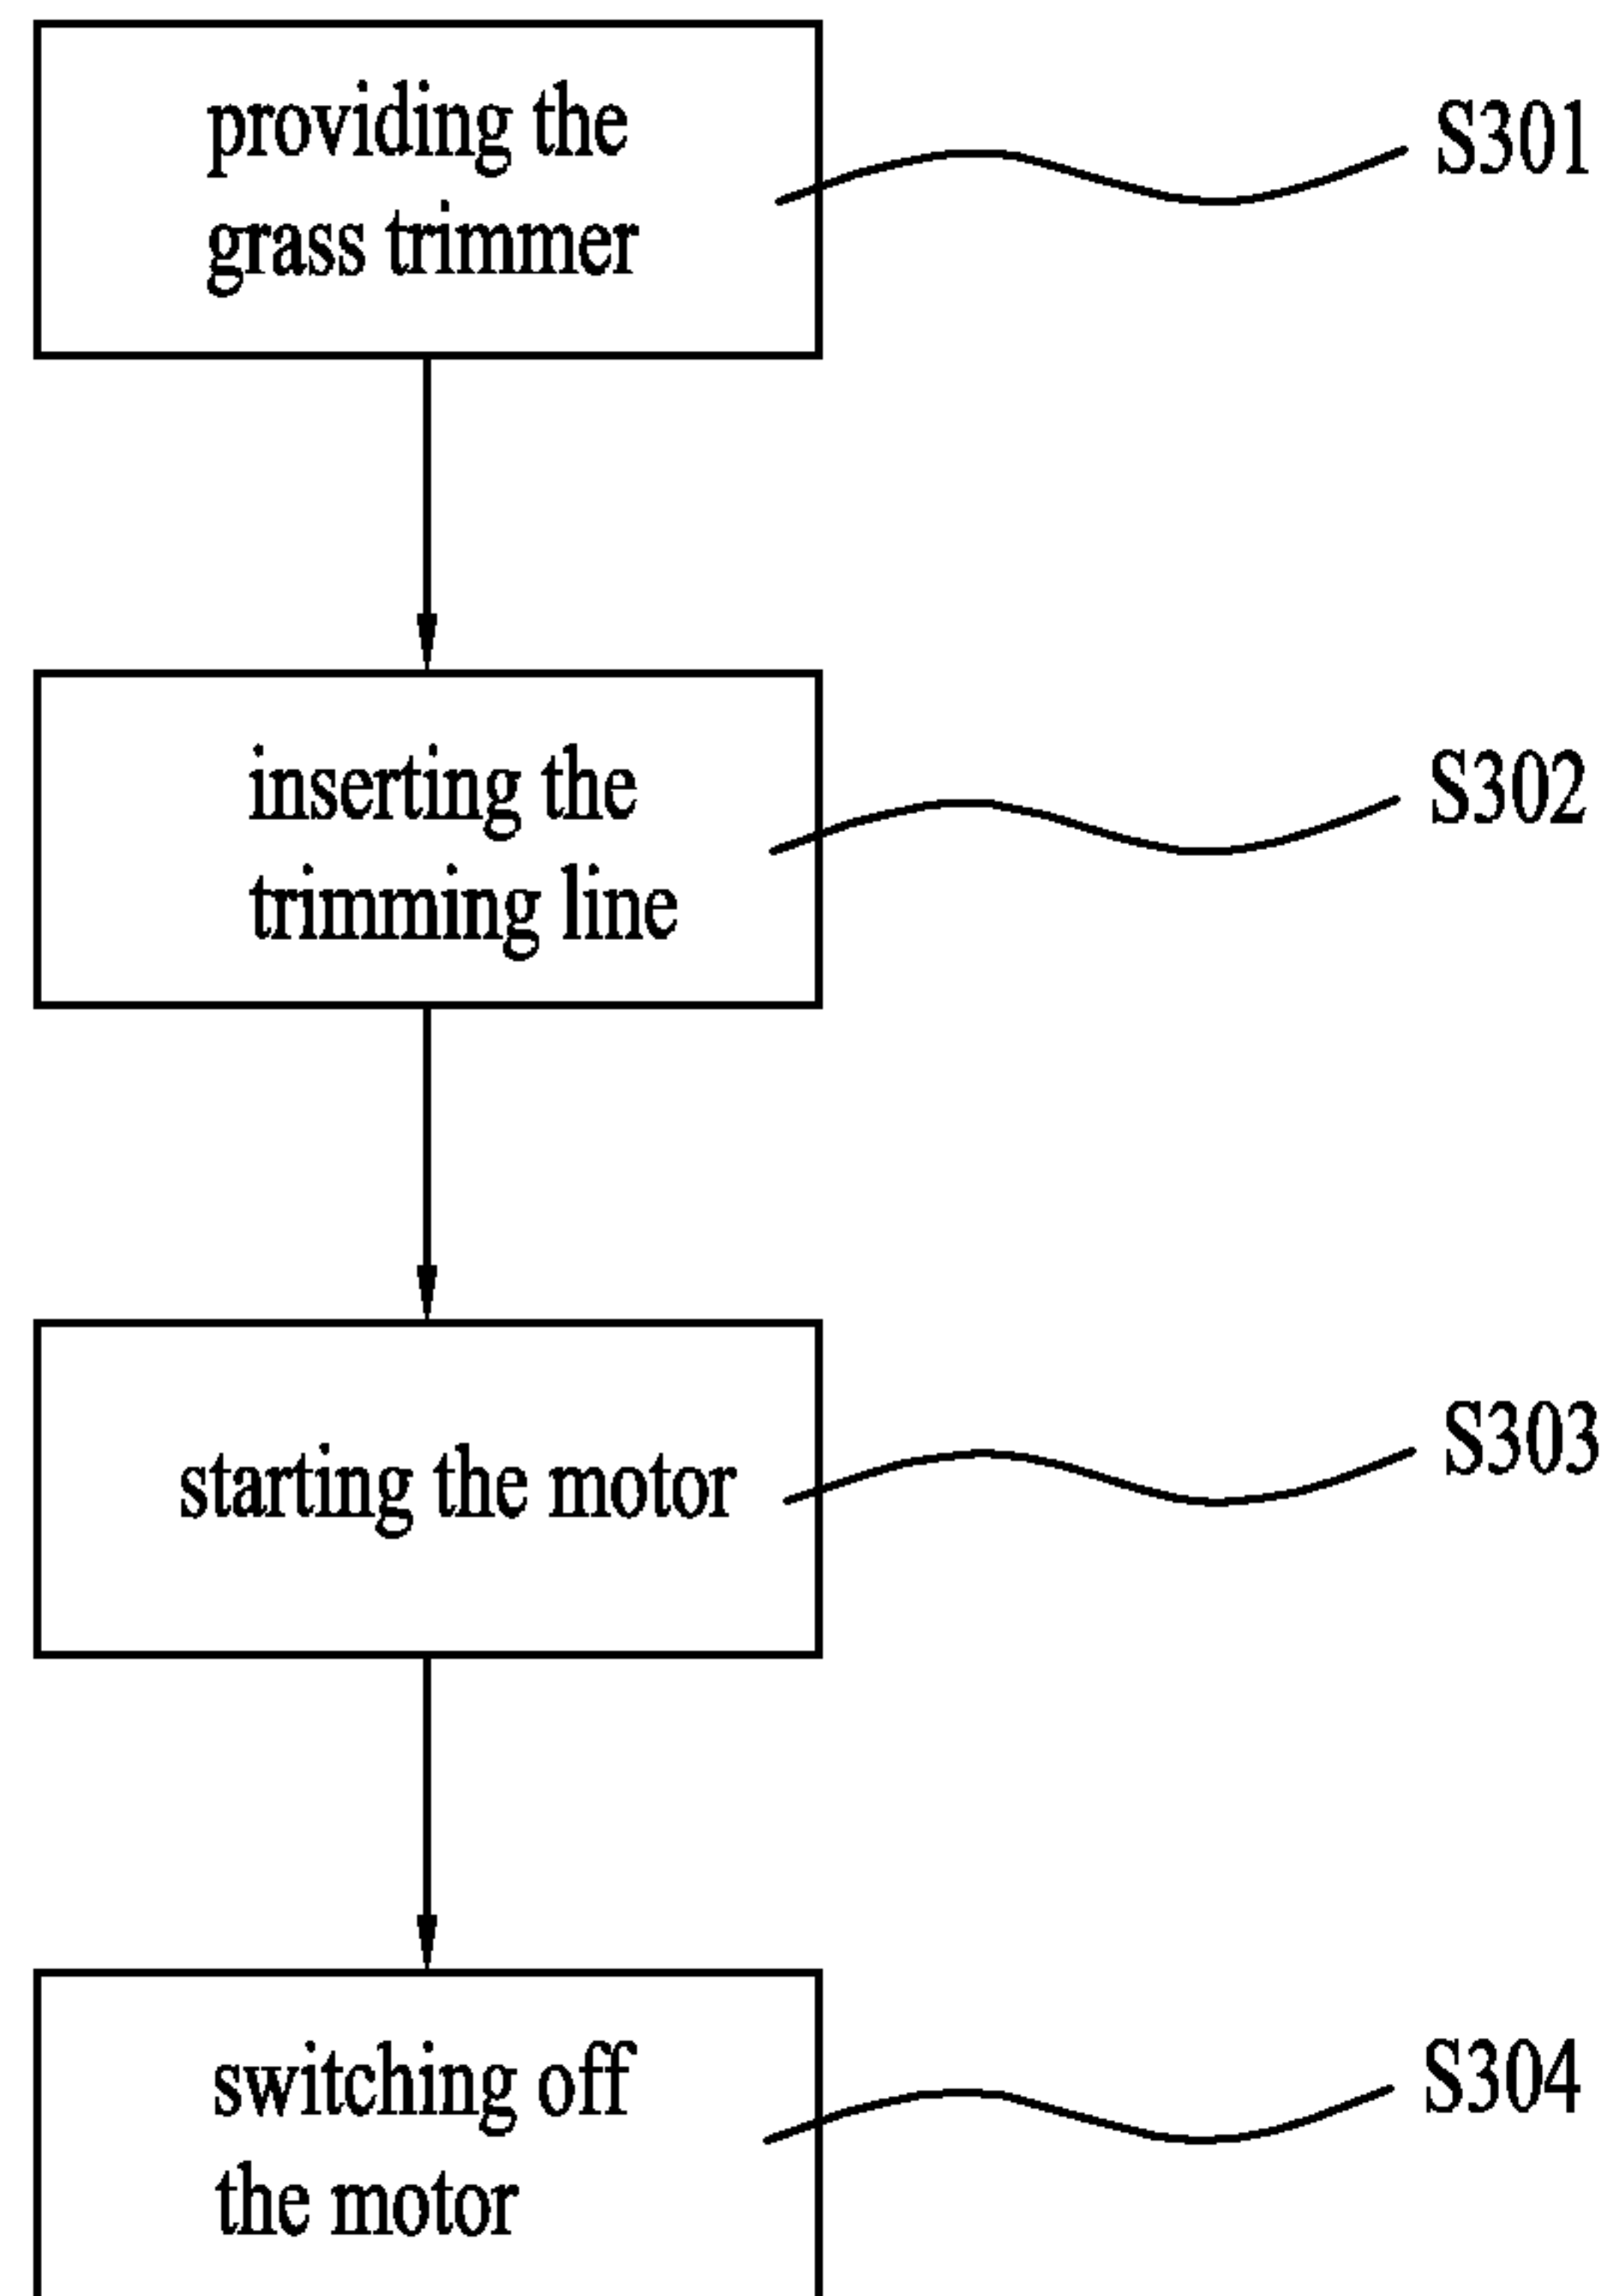 providing the
grass trimmer
S301
inserting the
trimming line
S302
starting the motor
S303
switching off
the motor
S304